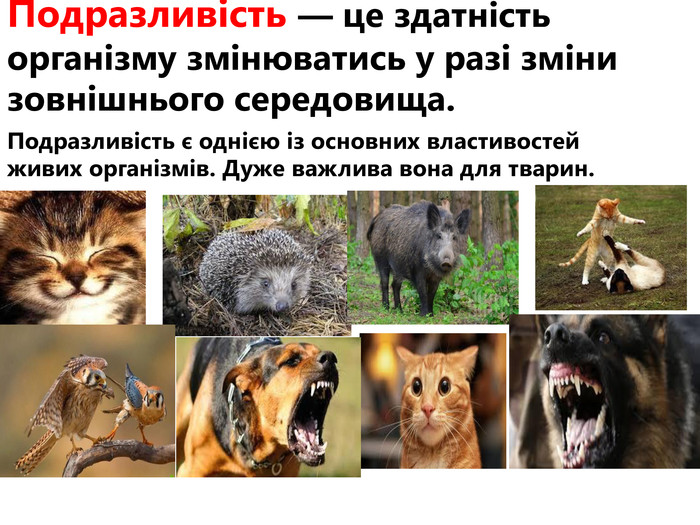 Подразливість — це здатність
організму змінюватись у разі зміни
зовнішнього середовища.
Подразливість є однією із основних властивостей
живих організмів. Дуже важлива вона для тварин.